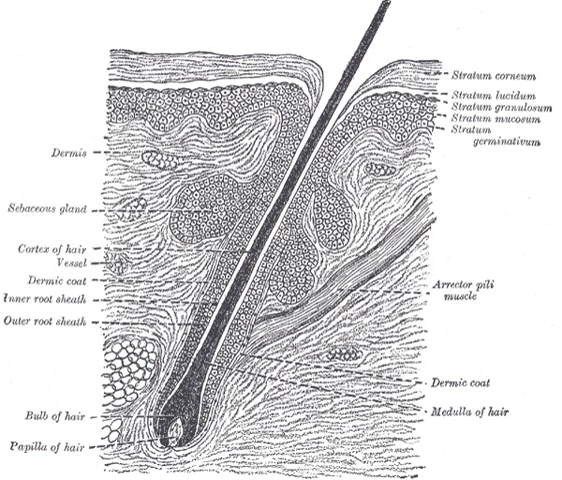 Stratum corneum
Stratum lucidum
Stratum granulosum
Stratum mucosum
Stratum
germinativum
Dermis
Sebaceous gland
Cortex of hair
Vessel
Dermic coat
Inner root sheath
Outer root sheath
Arrector pili
muscle
Dermic coat
Medulla of hair
Bulb of hair
Papilla of hair